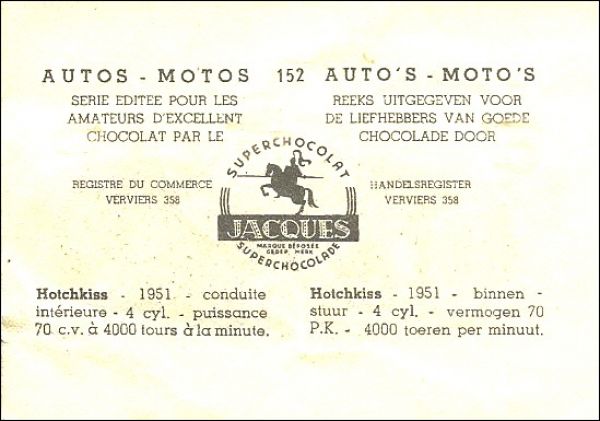 AUTOS - MOTOS 152 AUTO'S - MOTO'S
SERIE EDITEE POUR LES
AMATEURS D'EXCELLENT
CHOCOLAT PAR LE
REEKS UITGEGEVEN VOOR
DE LIEFHEBBERS VAN GOEDE
CHOCOLADE DOOR
REGISTRE DU COMMERCE
VERVIERS 358
SUPERCHOCOLAT
JACQUES
MARQUE DÉPOSÉE
GEDEP. MERK
SUPERCHOCOLADE
HANDELSREGISTER
VERVIERS 358
Hotchkiss - 1951 - conduite
intérieure - 4 cyl. - puissance
70 c.v. à 4000 tours à la minute.
Hotchkiss - 1951 - binnen -
stuur - 4 cyl. - vermogen 70
P.K. - 4000 toeren per minuut.